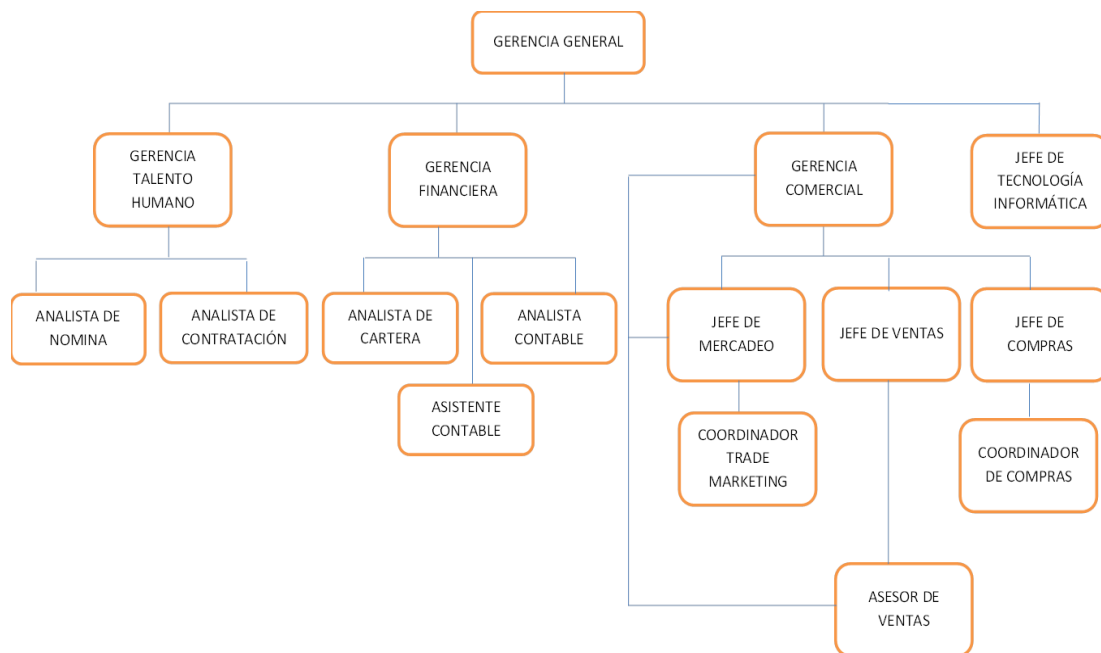 GERENCIA GENERAL
GERENCIA
TALENTO
HUMANO
GERENCIA
FINANCIERA
GERENCIA
COMERCIAL
JEFE DE
TECNOLOGÍA
INFORMÁTICA
ANALISTA DE
NOMINA
ANALISTA DE
CONTRATACIÓN
ANALISTA DE
CARTERA
ANALISTA
CONTABLE
JEFE DE
MERCADEO
JEFE DE VENTAS
JEFE DE
COMPRAS
ASISTENTE
CONTABLE
COORDINADOR
TRADE
MARKETING
COORDINADOR
DE COMPRAS
ASESOR DE
VENTAS